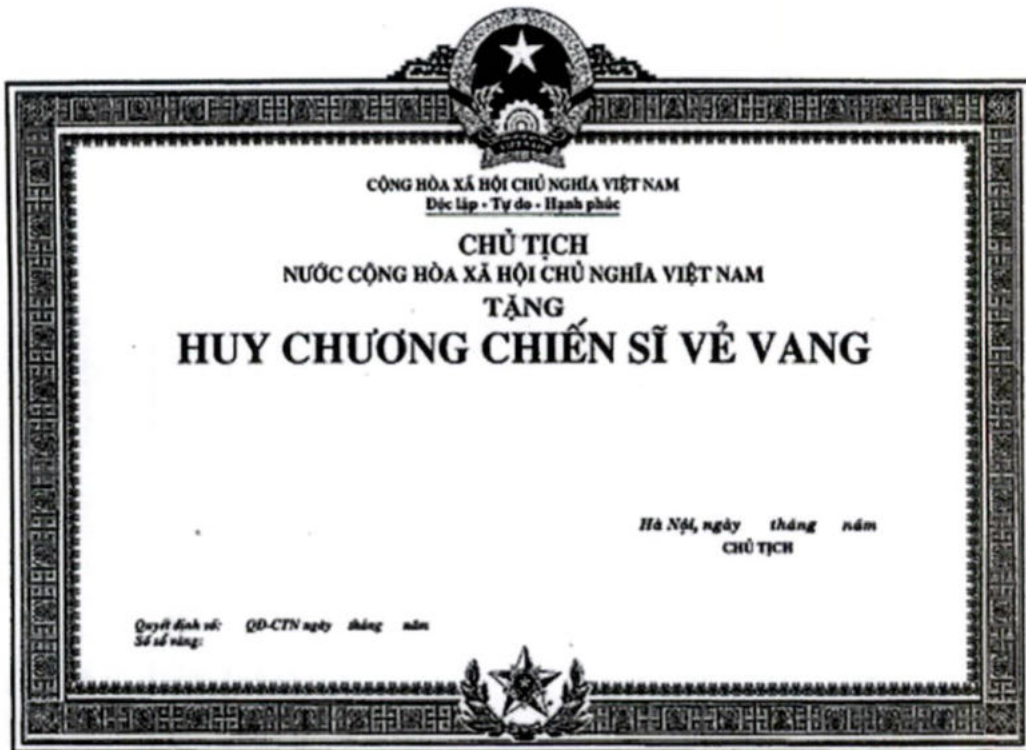 CỘNG HÒA XÃ HỘI CHỦ NGHĨA VIỆT NAM
Độc lập - Tự do - Hạnh phúc
CHỦ TỊCH
NƯỚC CỘNG HÒA XÃ HỘI CHỦ NGHĨA VIỆT NAM
TẶNG
HUY CHƯƠNG CHIẾN SĨ VẺ VANG
Hà Nội, ngày tháng năm
CHỦ TỊCH
Quyết định số: QĐ-CTN ngày tháng năm
Số sổ vàng: